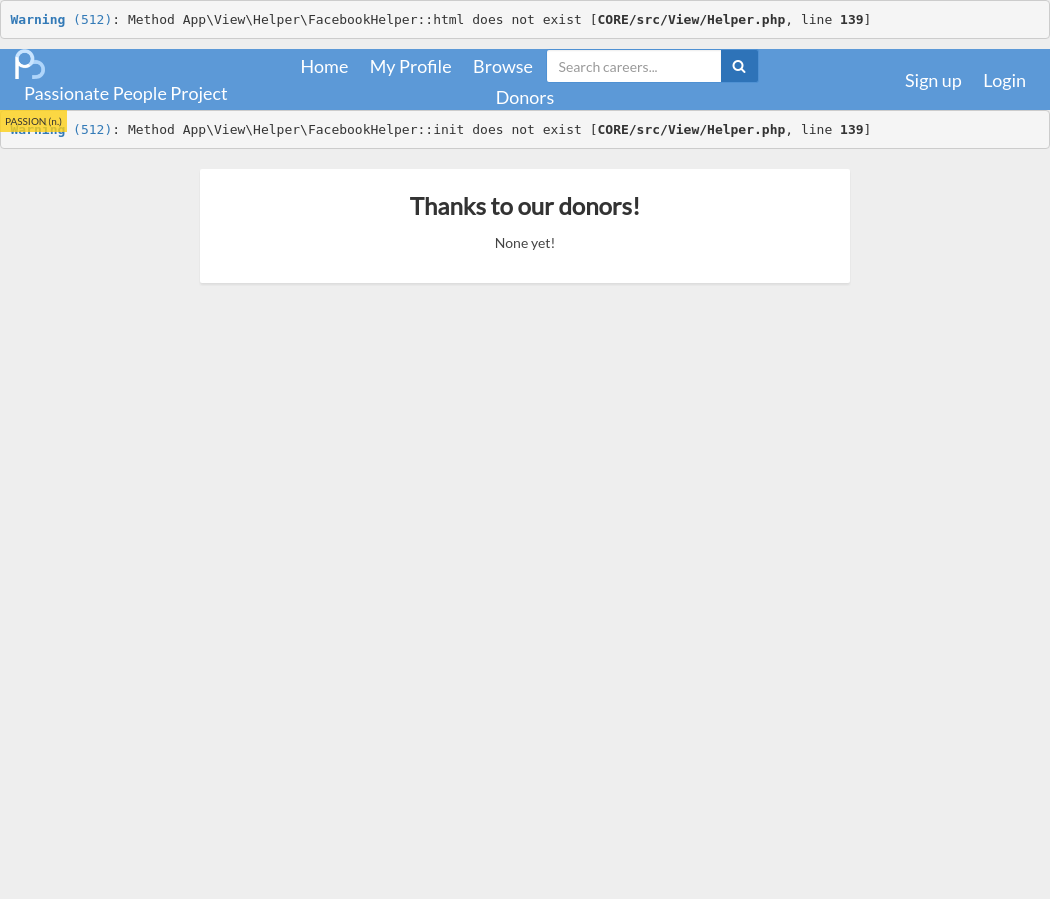 Warning (512): Method App\View\Helper\FacebookHelper::html does not exist [CORE/src/View/Helper.php, line 139]
Passionate People Project
Home My Profile Browse Search careers...
Donors
Sign up Login
PASSION (n.)
Warning (512): Method App\View\Helper\FacebookHelper::init does not exist [CORE/src/View/Helper.php, line 139]
Thanks to our donors!
None yet!